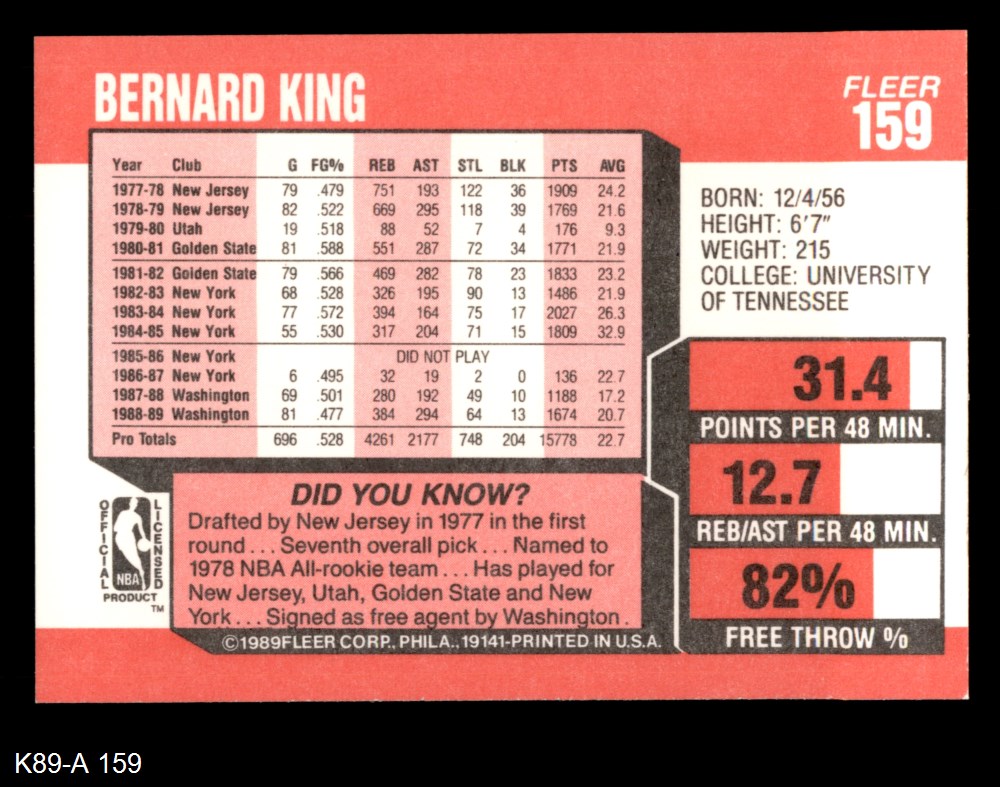 BERNARD KING
FLEER
159
Year Club G FG% REB AST STL BLK PTS AVG
1977-78 New Jersey 79 .479 751 193 122 36 1909 24.2
1978-79 New Jersey 82 .522 669 295 118 39 1769 21.6
1979-80 Utah 19 .518 88 52 7 4 176 9.3
1980-81 Golden State 81 .588 551 287 72 34 1771 21.9
1981-82 Golden State 79 .566 469 282 78 23 1833 23.2
1982-83 New York 68 .528 326 195 90 13 1486 21.9
1983-84 New York 77 .572 394 164 75 17 2027 26.3
1984-85 New York 55 .530 317 204 71 15 1809 32.9
1985-86 New York DID NOT PLAY
1986-87 New York 6 .495 32 19 2 0 136 22.7
1987-88 Washington 69 .501 280 192 49 10 1188 17.2
1988-89 Washington 81 .477 384 294 64 13 1674 20.7
Pro Totals 696 .528 4261 2177 748 204 15778 22.7
BORN: 12/4/56
HEIGHT: 6'7"
WEIGHT: 215
COLLEGE: UNIVERSITY
OF TENNESSEE
31.4
POINTS PER 48 MIN.
12.7
REB/AST PER 48 MIN.
82%
FREE THROW %
OFFICIAL
LICENSED
NBA
PRODUCT
TM
DID YOU KNOW?
Drafted by New Jersey in 1977 in the first
round . . . Seventh overall pick . . . Named to
1978 NBA All-rookie team . . . Has played for
New Jersey, Utah, Golden State and New
York . . . Signed as free agent by Washington .
©1989FLEER CORP., PHILA., 19141-PRINTED IN U.S.A.
K89-A 159